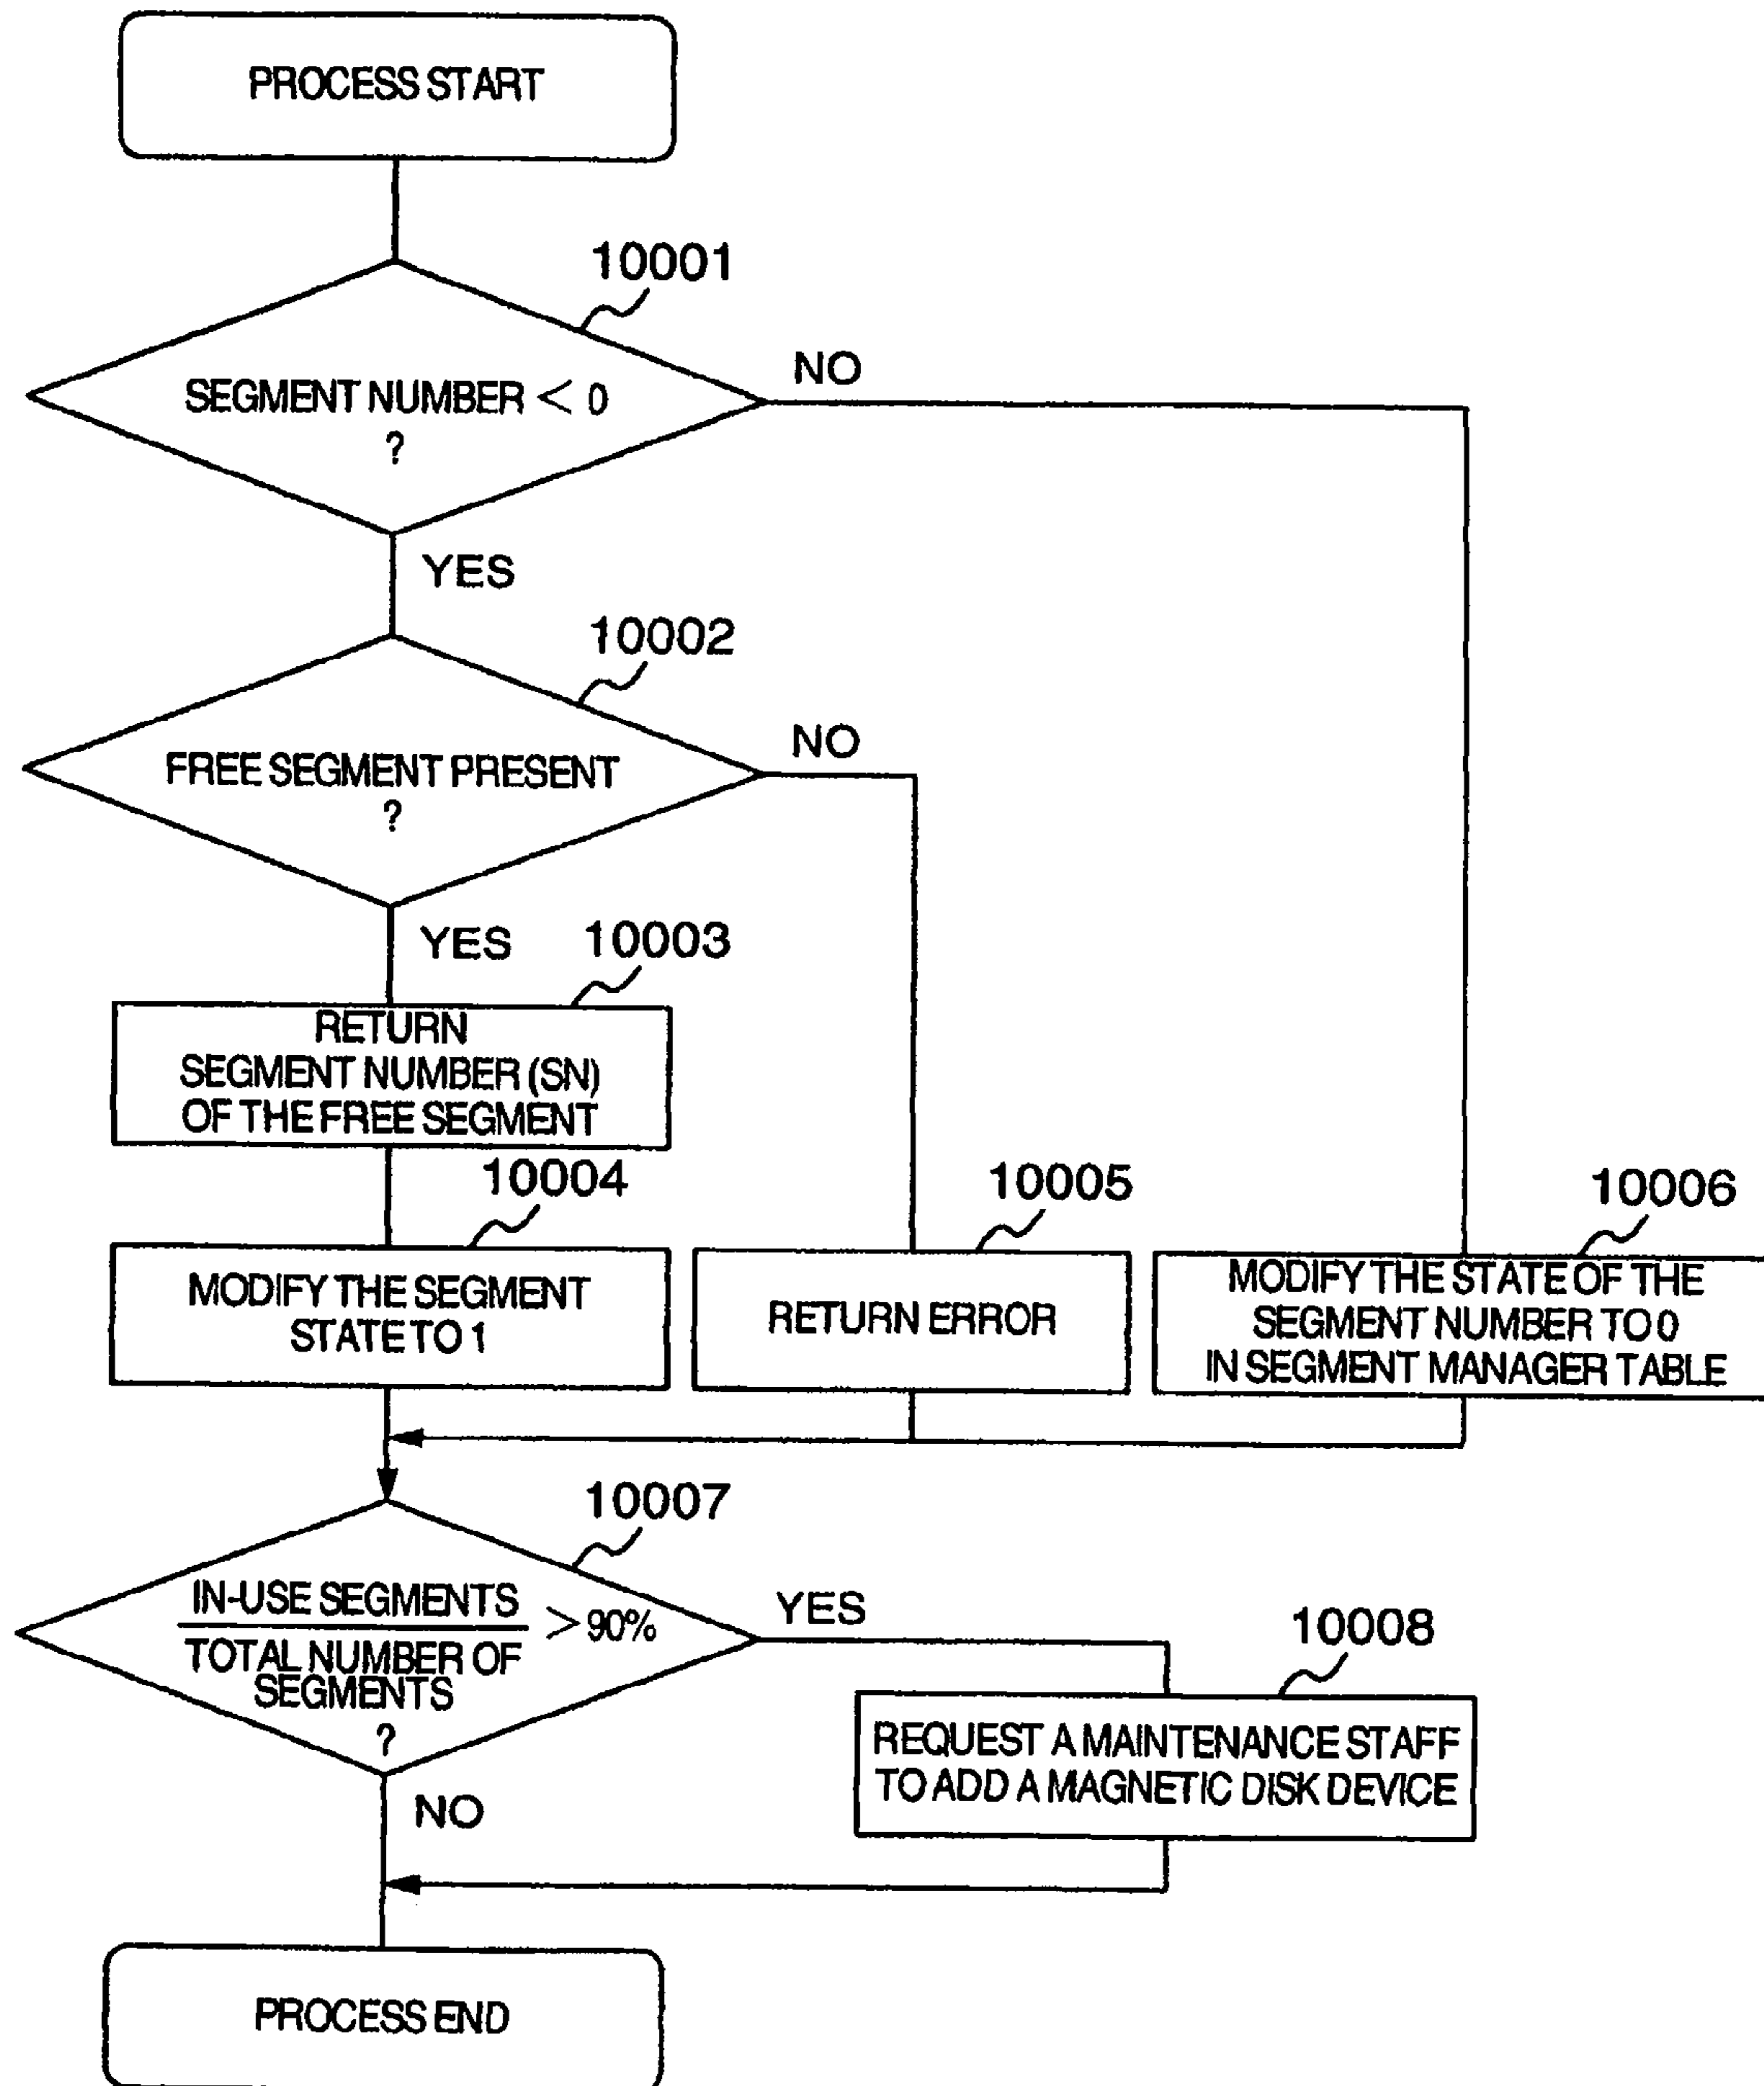 PROCESS START
10001
SEGMENT NUMBER < 0
?
NO
YES
10002
FREE SEGMENT PRESENT
?
NO
YES
10003
RETURN
SEGMENT NUMBER (SN)
OF THE FREE SEGMENT
10004
MODIFY THE SEGMENT
STATE TO 1
10005
RETURN ERROR
10006
MODIFY THE STATE OF THE
SEGMENT NUMBER TO 0
IN SEGMENT MANAGER TABLE
10007
IN-USE SEGMENTS
> 90%
TOTAL NUMBER OF
SEGMENTS
?
YES
NO
10008
REQUEST A MAINTENANCE STAFF
TO ADD A MAGNETIC DISK DEVICE
PROCESS END